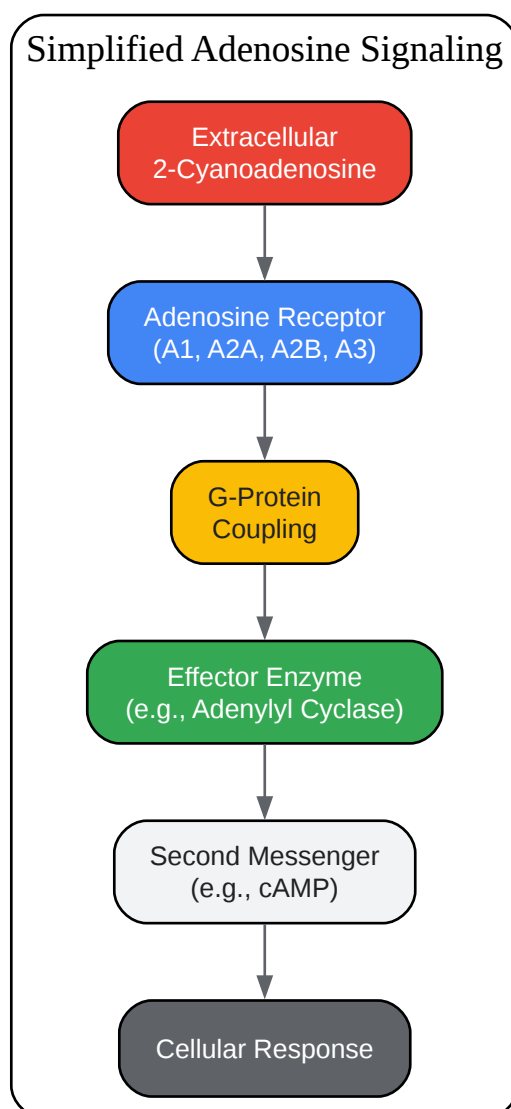 Simplified Adenosine Signaling
Extracellular
2-Cyanoadenosine
Adenosine Receptor
(A1, A2A, A2B, A3)
G-Protein
Coupling
Effector Enzyme
(e.g., Adenylyl Cyclase)
Second Messenger
(e.g., cAMP)
Cellular Response